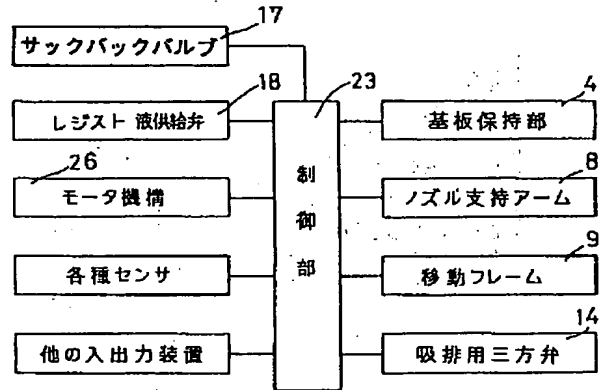 17
サックバックバルブ
18
レジスト液供給弁
26
モータ機構
各種センサ
他の入出力装置
23
制御部
4
基板保持部
8
ノズル支持アーム
9
移動フレーム
14
吸排用三方弁